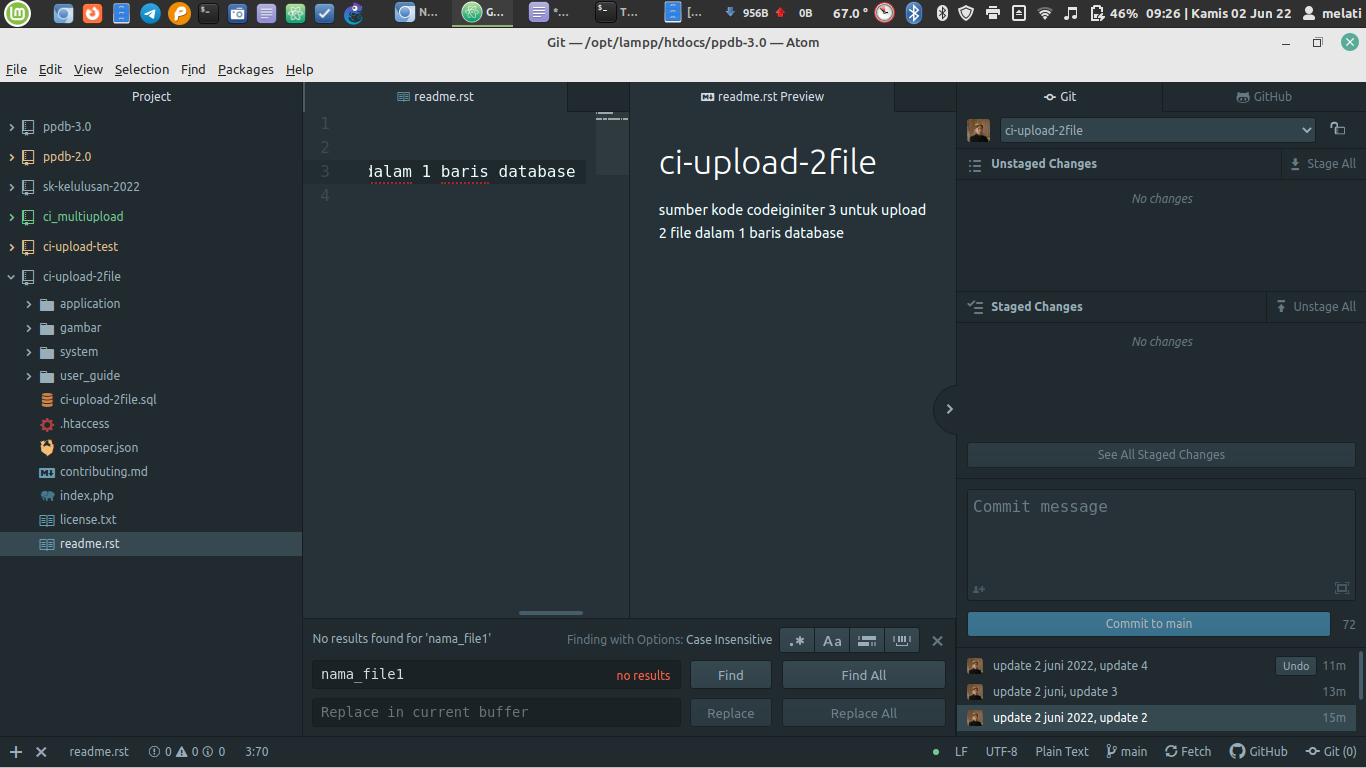 N... G... *... T... [... 956B 0B 67.0 ° 46% 09:26 | Kamis 02 Jun 22 melati
Git — /opt/lampp/htdocs/ppdb-3.0 — Atom
File Edit View Selection Find Packages Help
Project
ppdb-3.0
ppdb-2.0
sk-kelulusan-2022
ci_multiupload
ci-upload-test
ci-upload-2file
application
gambar
system
user_guide
ci-upload-2file.sql
.htaccess
composer.json
contributing.md
index.php
license.txt
readme.rst
readme.rst
1
2
3 dalam 1 baris database
4
readme.rst Preview
ci-upload-2file
sumber kode codeiginiter 3 untuk upload
2 file dalam 1 baris database
No results found for 'nama_file1' Finding with Options: Case Insensitive .* Aa
nama_file1 no results Find Find All
Replace in current buffer Replace Replace All
Git GitHub
ci-upload-2file
Unstaged Changes Stage All
No changes
Staged Changes Unstage All
No changes
See All Staged Changes
Commit message
Commit to main 72
update 2 juni 2022, update 4 Undo 11m
update 2 juni, update 3 13m
update 2 juni 2022, update 2 15m
readme.rst 0 0 0 3:70 LF UTF-8 Plain Text main Fetch GitHub Git (0)